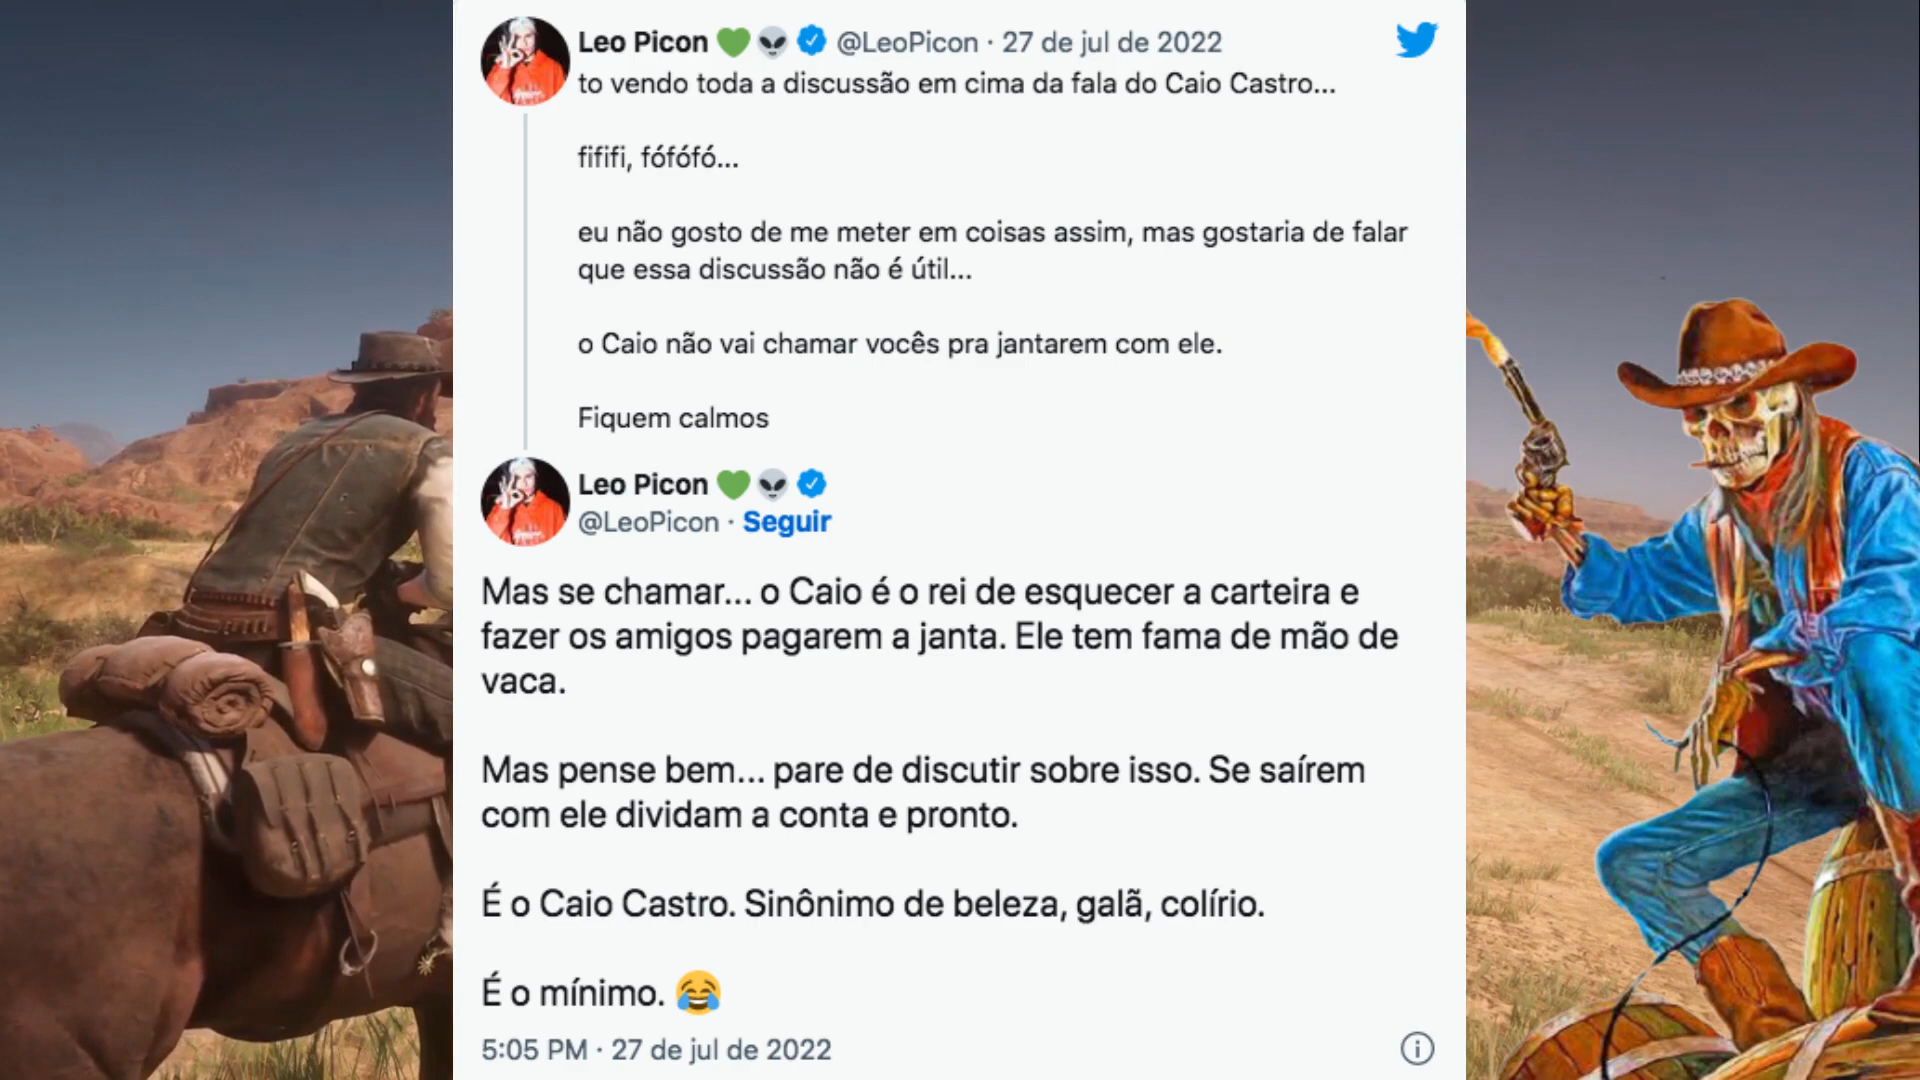 Leo Picon 💚 👽 @LeoPicon · 27 de jul de 2022
to vendo toda a discussão em cima da fala do Caio Castro...
fififi, fófófó...
eu não gosto de me meter em coisas assim, mas gostaria de falar
que essa discussão não é útil...
o Caio não vai chamar vocês pra jantarem com ele.
Fiquem calmos
Leo Picon 💚 👽
@LeoPicon · Seguir
Mas se chamar... o Caio é o rei de esquecer a carteira e
fazer os amigos pagarem a janta. Ele tem fama de mão de
vaca.
Mas pense bem... pare de discutir sobre isso. Se saírem
com ele dividam a conta e pronto.
É o Caio Castro. Sinônimo de beleza, galã, colírio.
É o mínimo. 😂
5:05 PM · 27 de jul de 2022